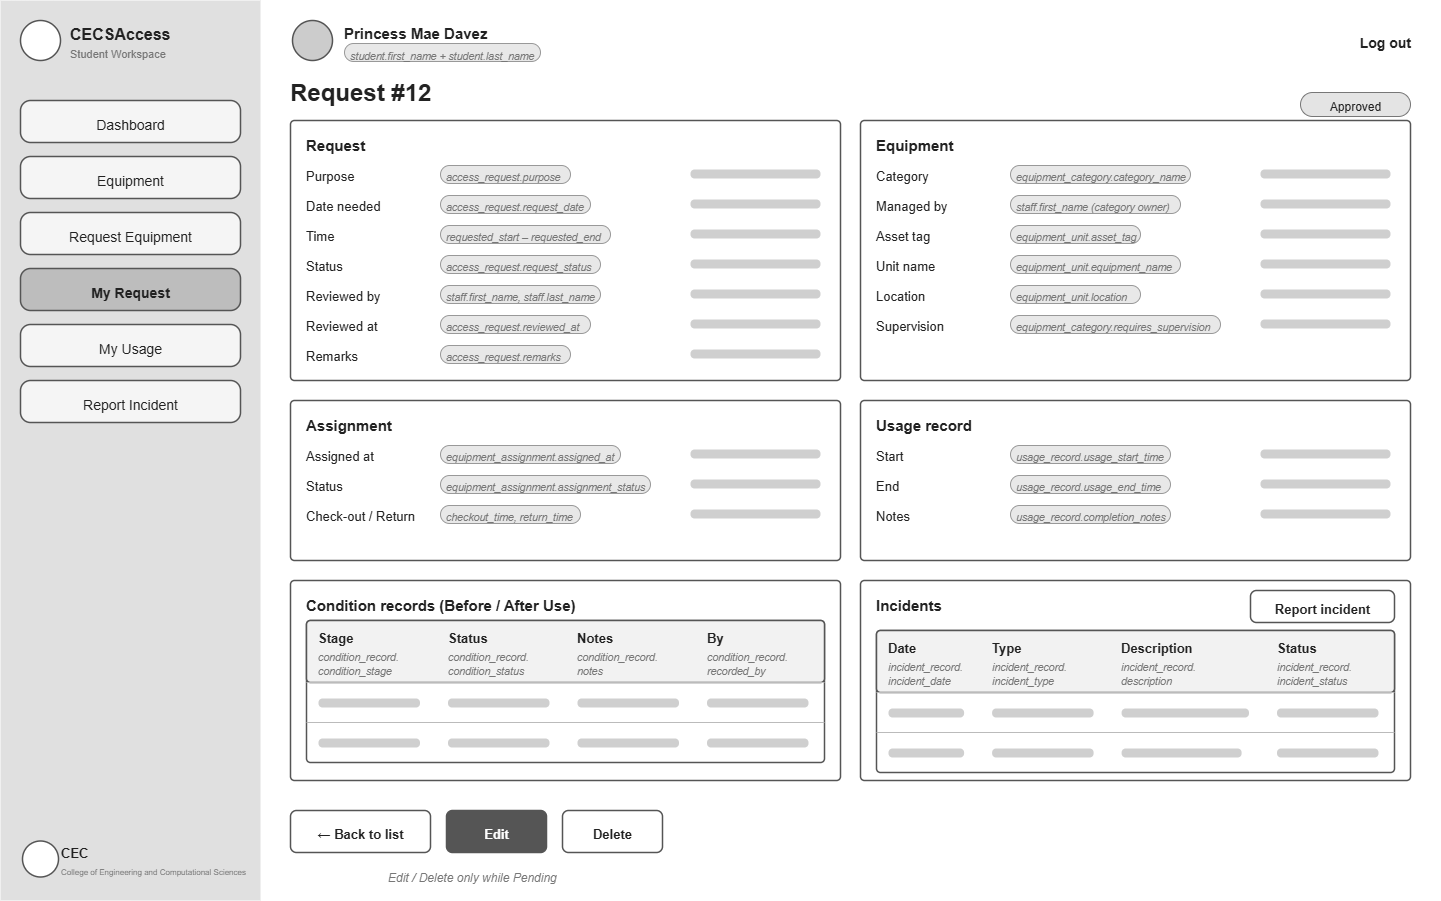 CECSAccess
Student Workspace
Dashboard
Equipment
Request Equipment
My Request
My Usage
Report Incident
CEC
College of Engineering and Computational Sciences
Princess Mae Davez
student.first_name + student.last_name
Log out
Request #12
Approved
Request
Purpose access_request.purpose
Date needed access_request.request_date
Time requested_start – requested_end
Status access_request.request_status
Reviewed by staff.first_name, staff.last_name
Reviewed at access_request.reviewed_at
Remarks access_request.remarks
Equipment
Category equipment_category.category_name
Managed by staff.first_name (category owner)
Asset tag equipment_unit.asset_tag
Unit name equipment_unit.equipment_name
Location equipment_unit.location
Supervision equipment_category.requires_supervision
Assignment
Assigned at equipment_assignment.assigned_at
Status equipment_assignment.assignment_status
Check-out / Return checkout_time, return_time
Usage record
Start usage_record.usage_start_time
End usage_record.usage_end_time
Notes usage_record.completion_notes
Condition records (Before / After Use)
Stage Status Notes By
condition_record. condition_record. condition_record. condition_record.
condition_stage condition_status notes recorded_by
Incidents
Report incident
Date Type Description Status
incident_record. incident_record. incident_record. incident_record.
incident_date incident_type description incident_status
← Back to list
Edit
Delete
Edit / Delete only while Pending